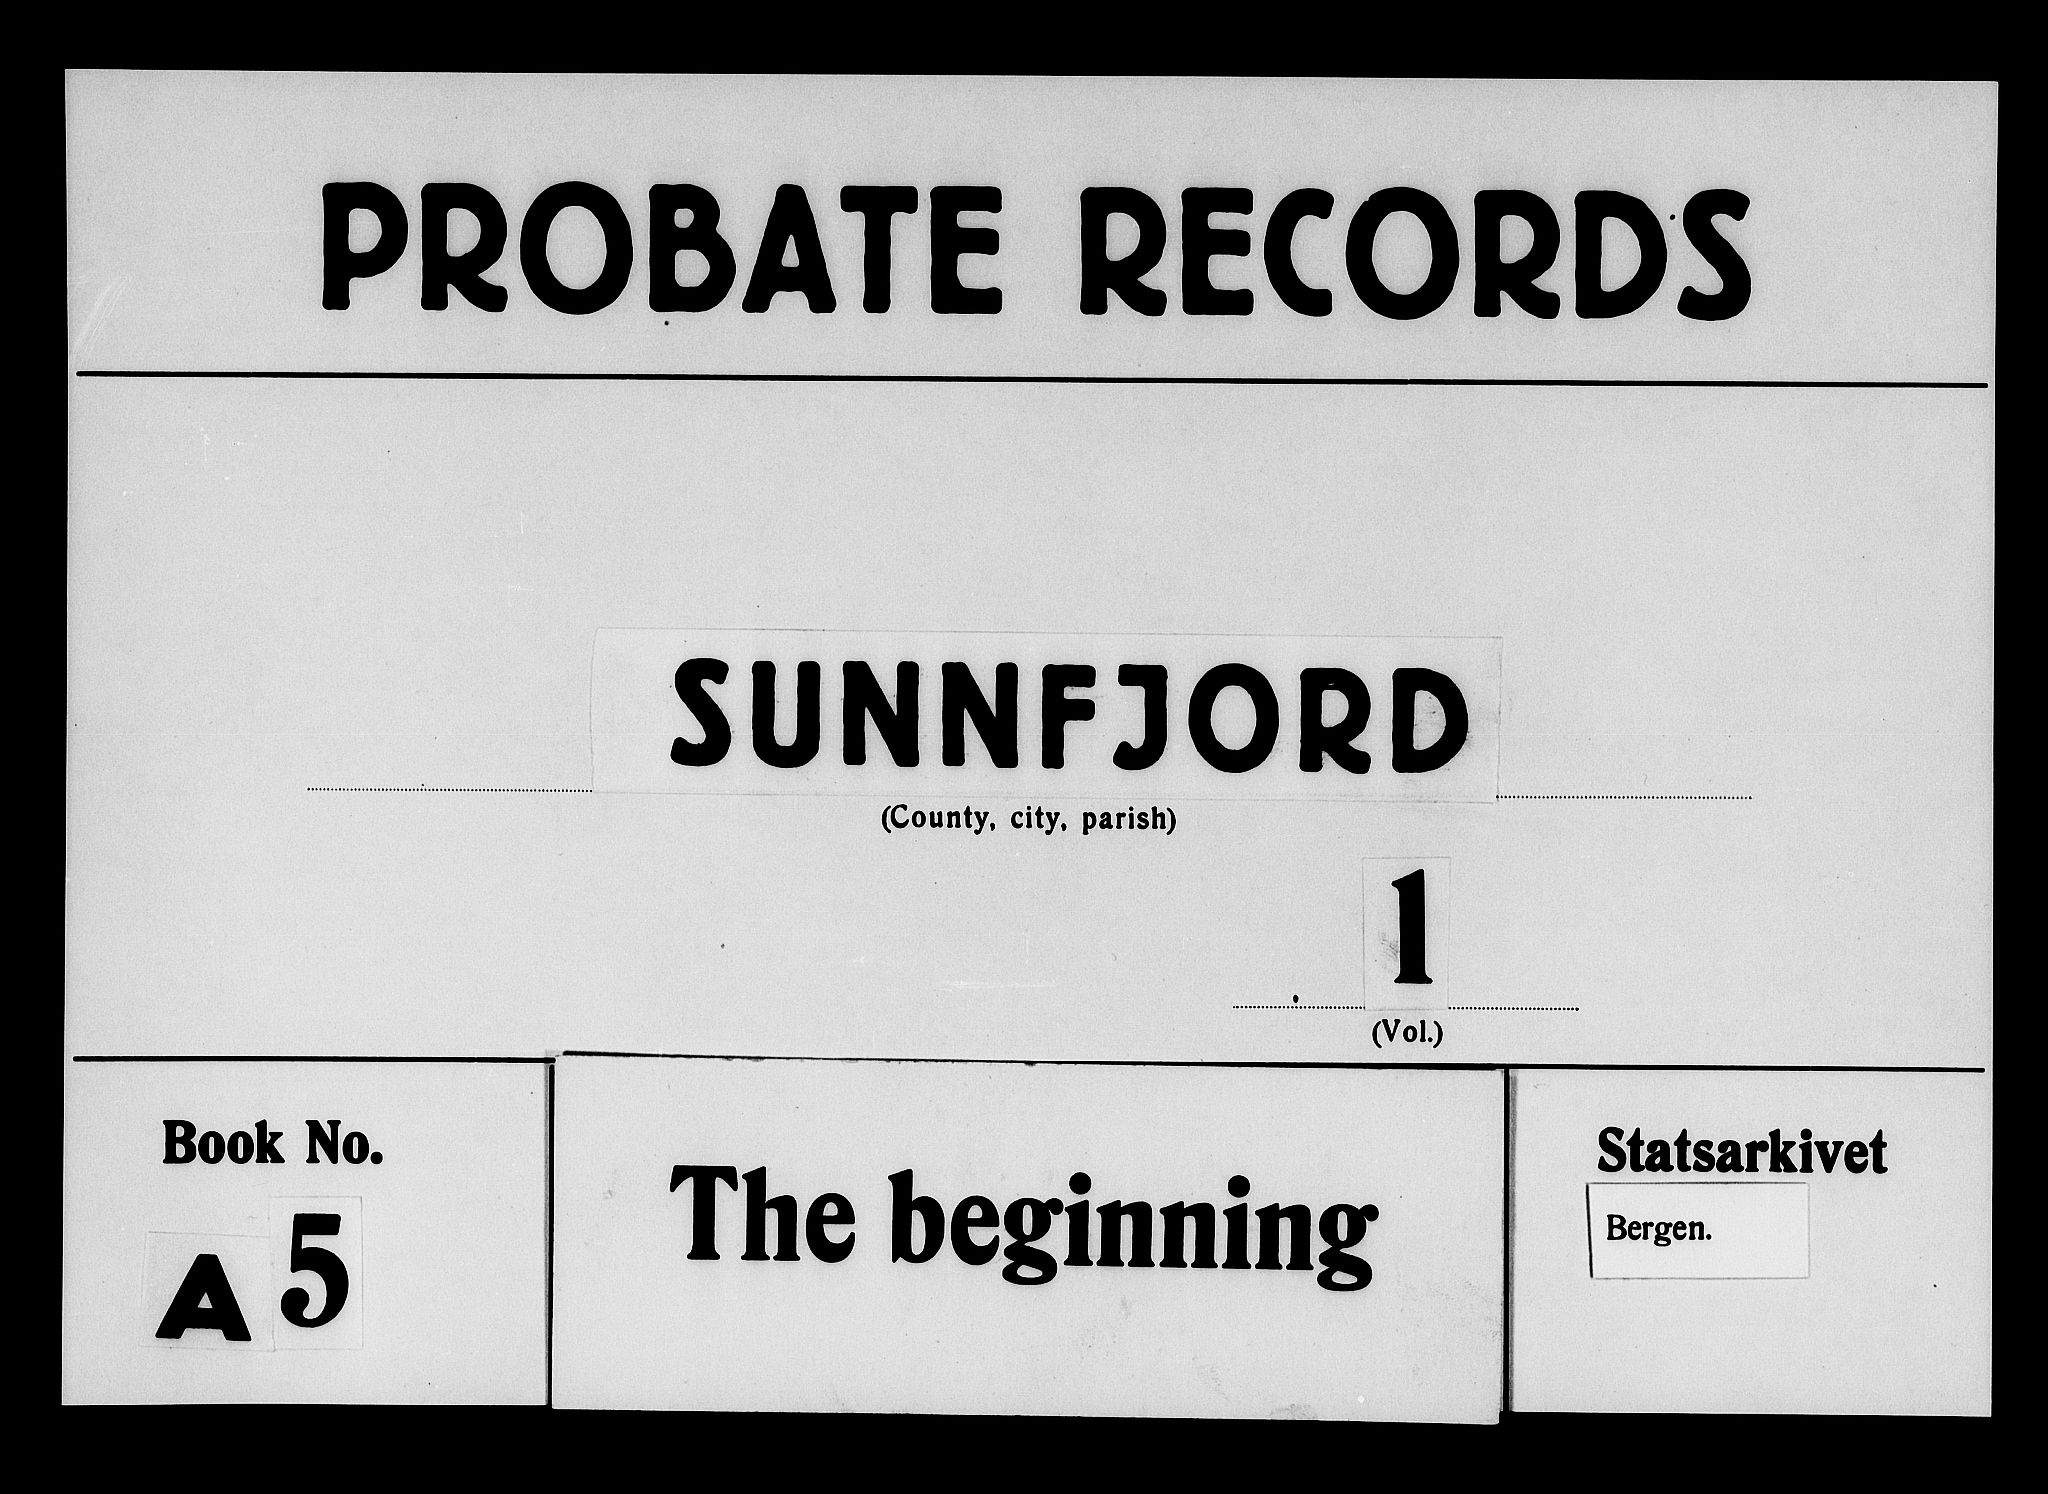 PROBATE RECORDS
SUNNFJORD
(County, city, parish)
1
(Vol.)
Book No.
A 5
The beginning
Statsarkivet
Bergen.